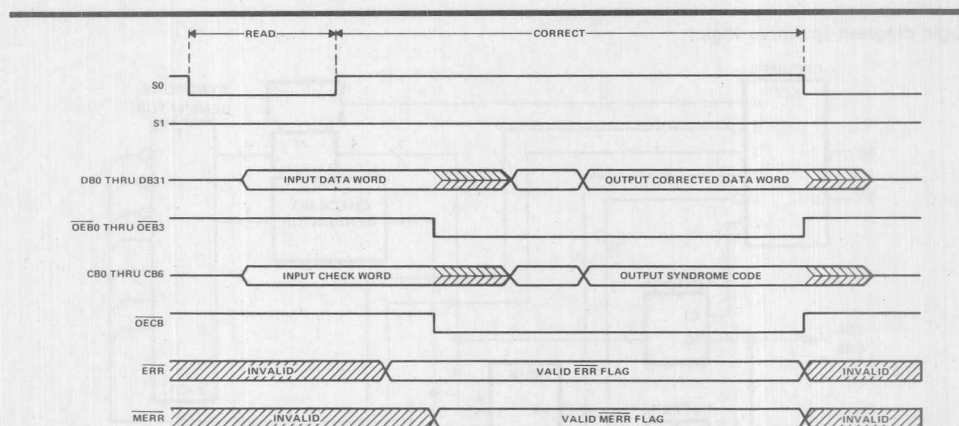 READ CORRECT
S0
S1
DB0 THRU DB31 INPUT DATA WORD OUTPUT CORRECTED DATA WORD
OEB0 THRU OEB3
CB0 THRU CB6 INPUT CHECK WORD OUTPUT SYNDROME CODE
OECB
ERR INVALID VALID ERR FLAG INVALID
MERR INVALID VALID MERR FLAG INVALID